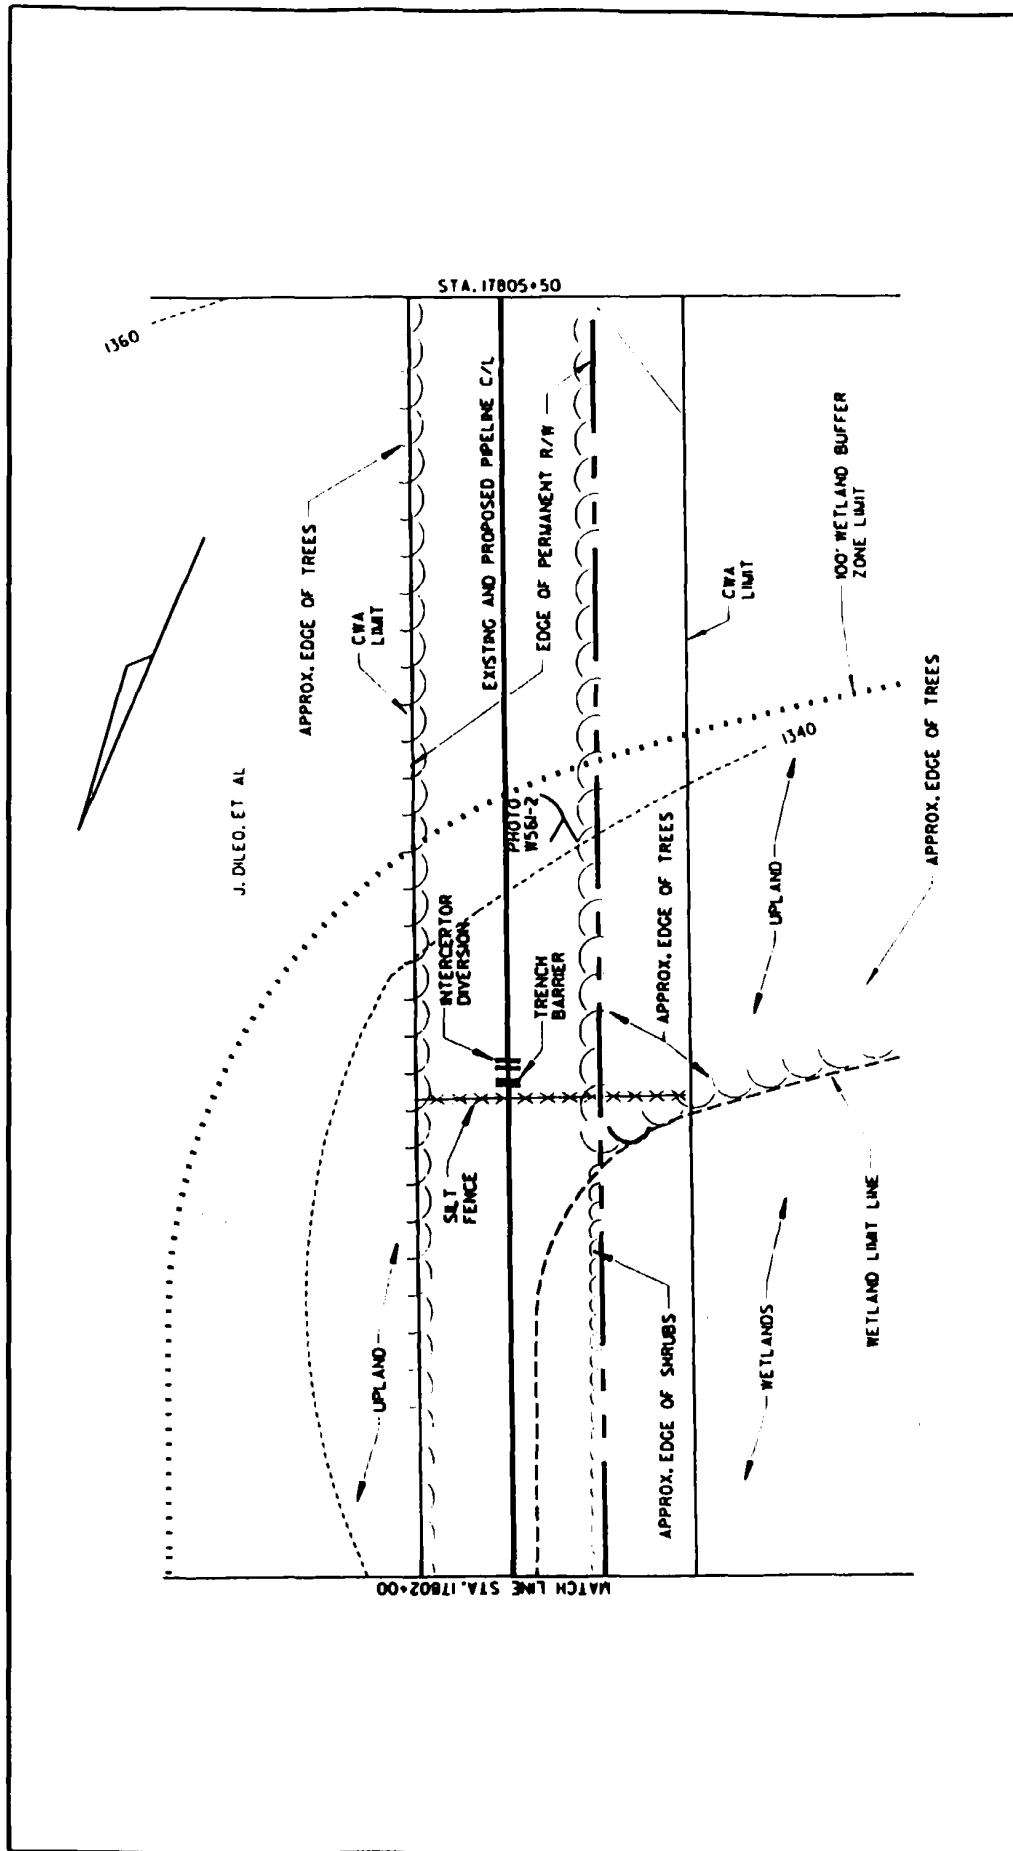 STA. 17805+50
1360
APPROX. EDGE OF TREES
CWA
LIMIT
EXISTING AND PROPOSED PIPELINE C/L
EDGE OF PERMANENT R/W
CWA
LIMIT
100' WETLAND BUFFER
ZONE LIMIT
J. DILEO, ET AL
1340
PHOTO
W561-2
INTERCEPTOR
DIVERSION
TRENCH
BARRIER
APPROX. EDGE OF TREES
UPLAND
APPROX. EDGE OF TREES
SILT
FENCE
UPLAND
APPROX. EDGE OF SHRUBS
WETLANDS
WETLAND LIMIT LINE
MATCH LINE STA. 17802+00